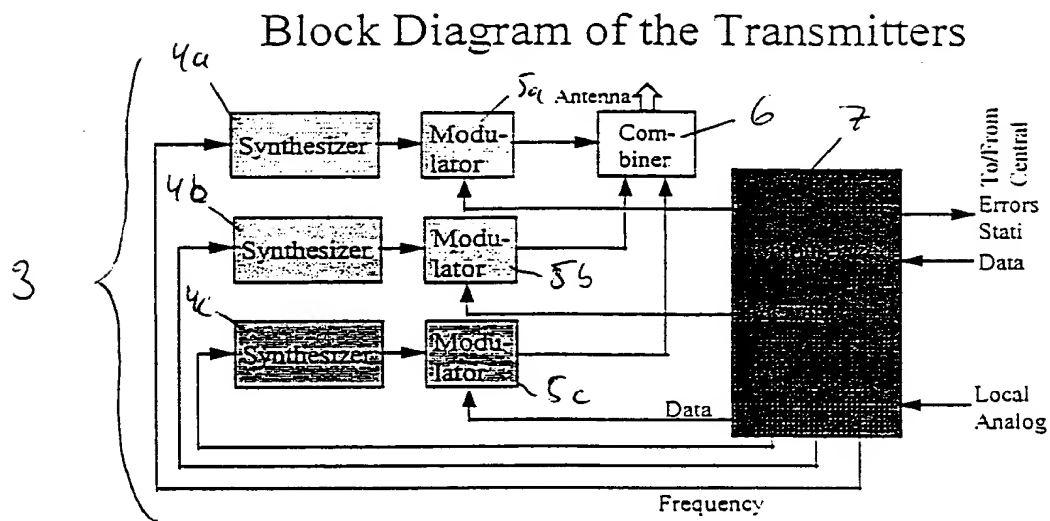 Block Diagram of the Transmitters
4a
5a
Antenna
6
7
Synthesizer
Modu-
lator
Com-
biner
To/From
Central
4b
Errors
Stati
Synthesizer
Modu-
lator
Data
3
5b
4c
Synthesizer
Modu-
lator
5c
Data
Local
Analog
Frequency